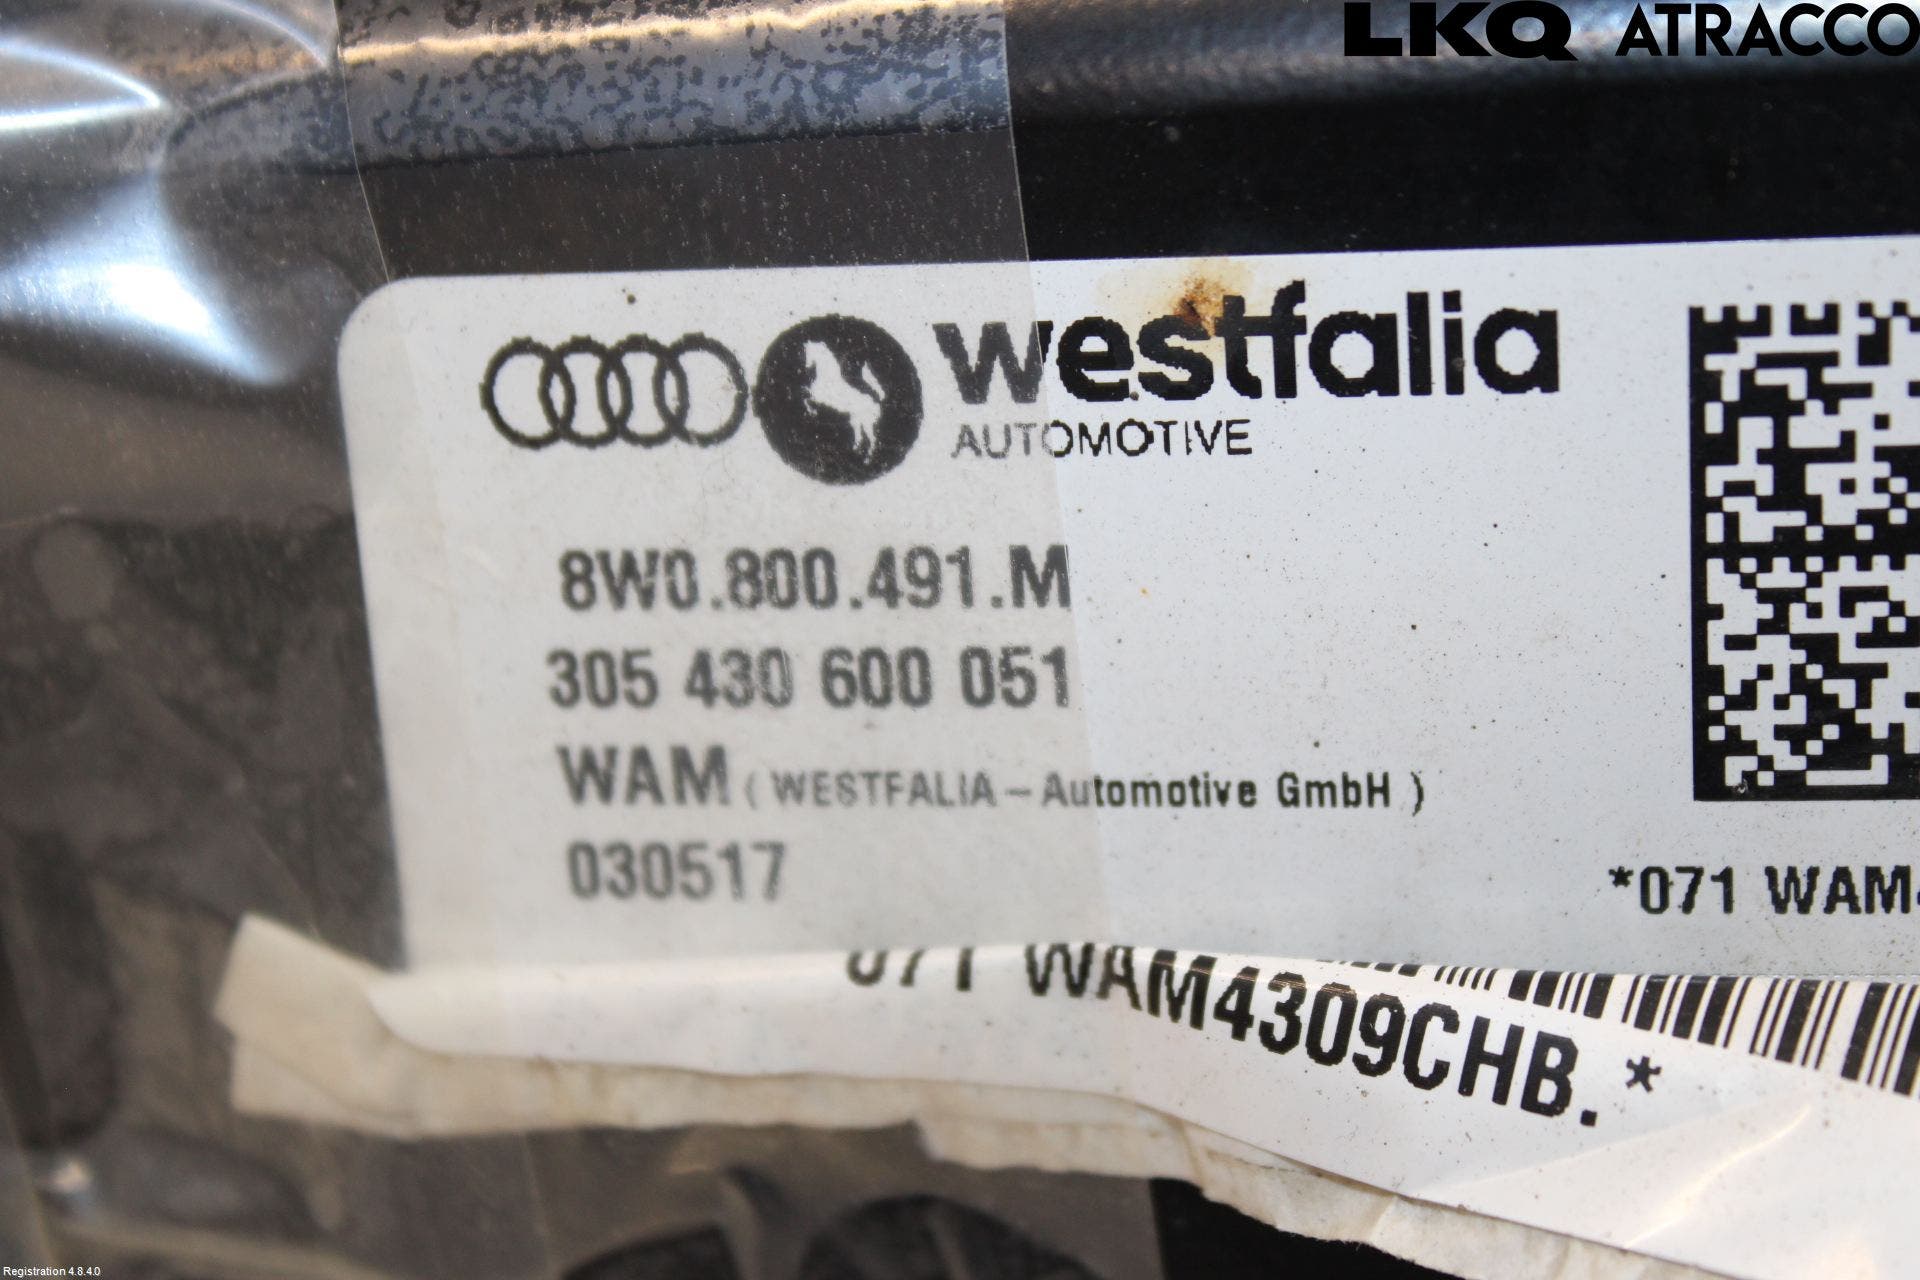 LKQ ATRACCO
westfalia
AUTOMOTIVE
8W0.800.491.M
305 430 600 051
WAM ( WESTFALIA - Automotive GmbH )
030517
*071 WAM
071 WAM4309CHB. *
Registration 4.8.4.0